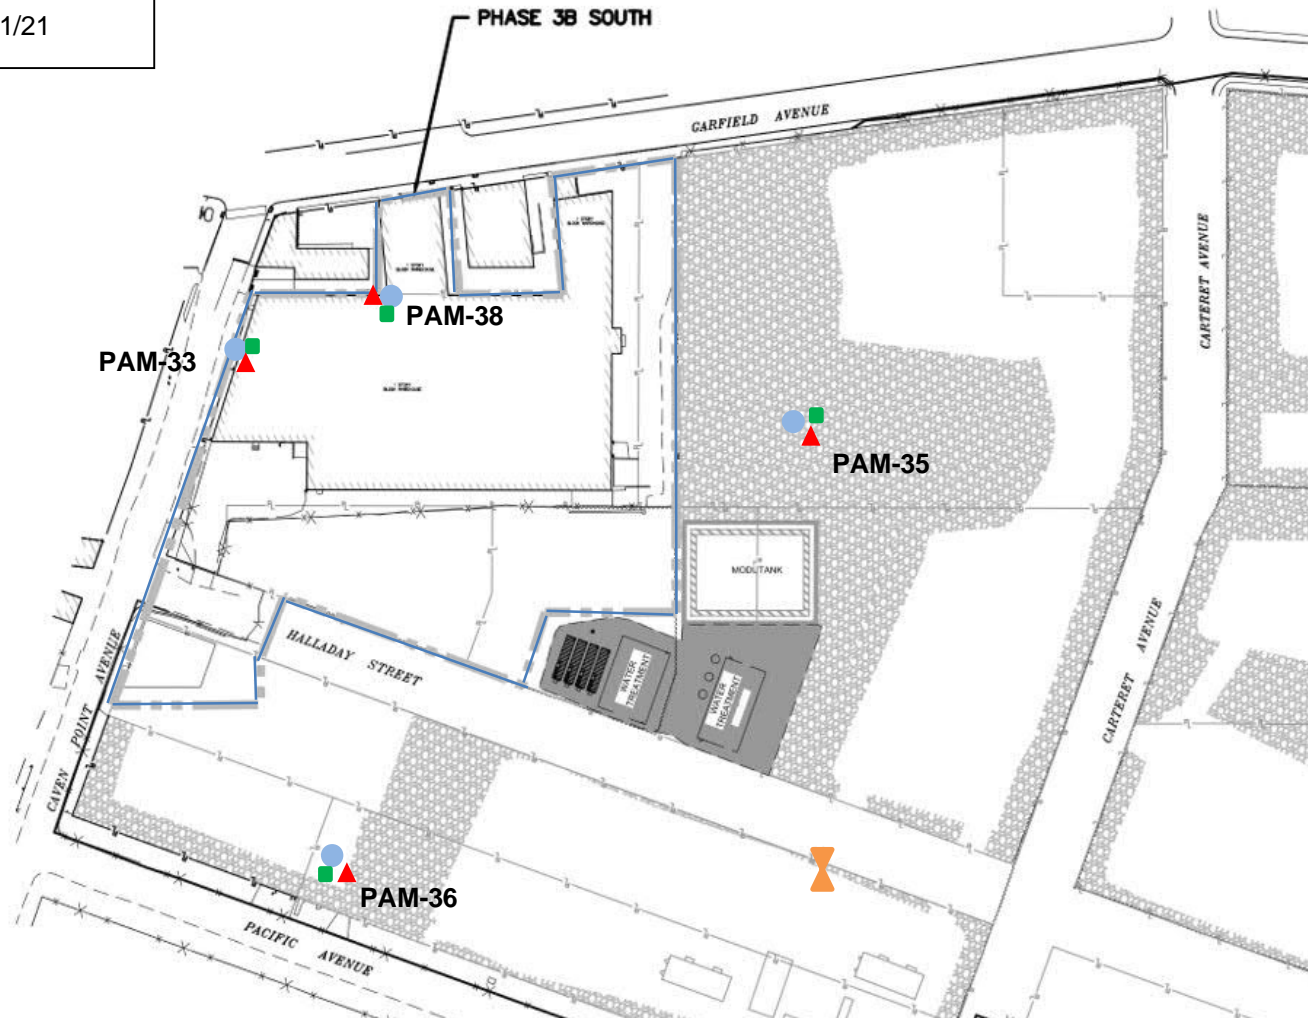 1/21
PHASE 3B SOUTH
GARFIELD AVENUE
CARTERET AVENUE
PAM-38
PAM-33
PAM-35
MODUTANK
HALLADAY STREET
WATER
TREATMENT
WATER
TREATMENT
CAVEN POINT AVENUE
CARTERET AVENUE
PAM-36
PACIFIC
AVENUE